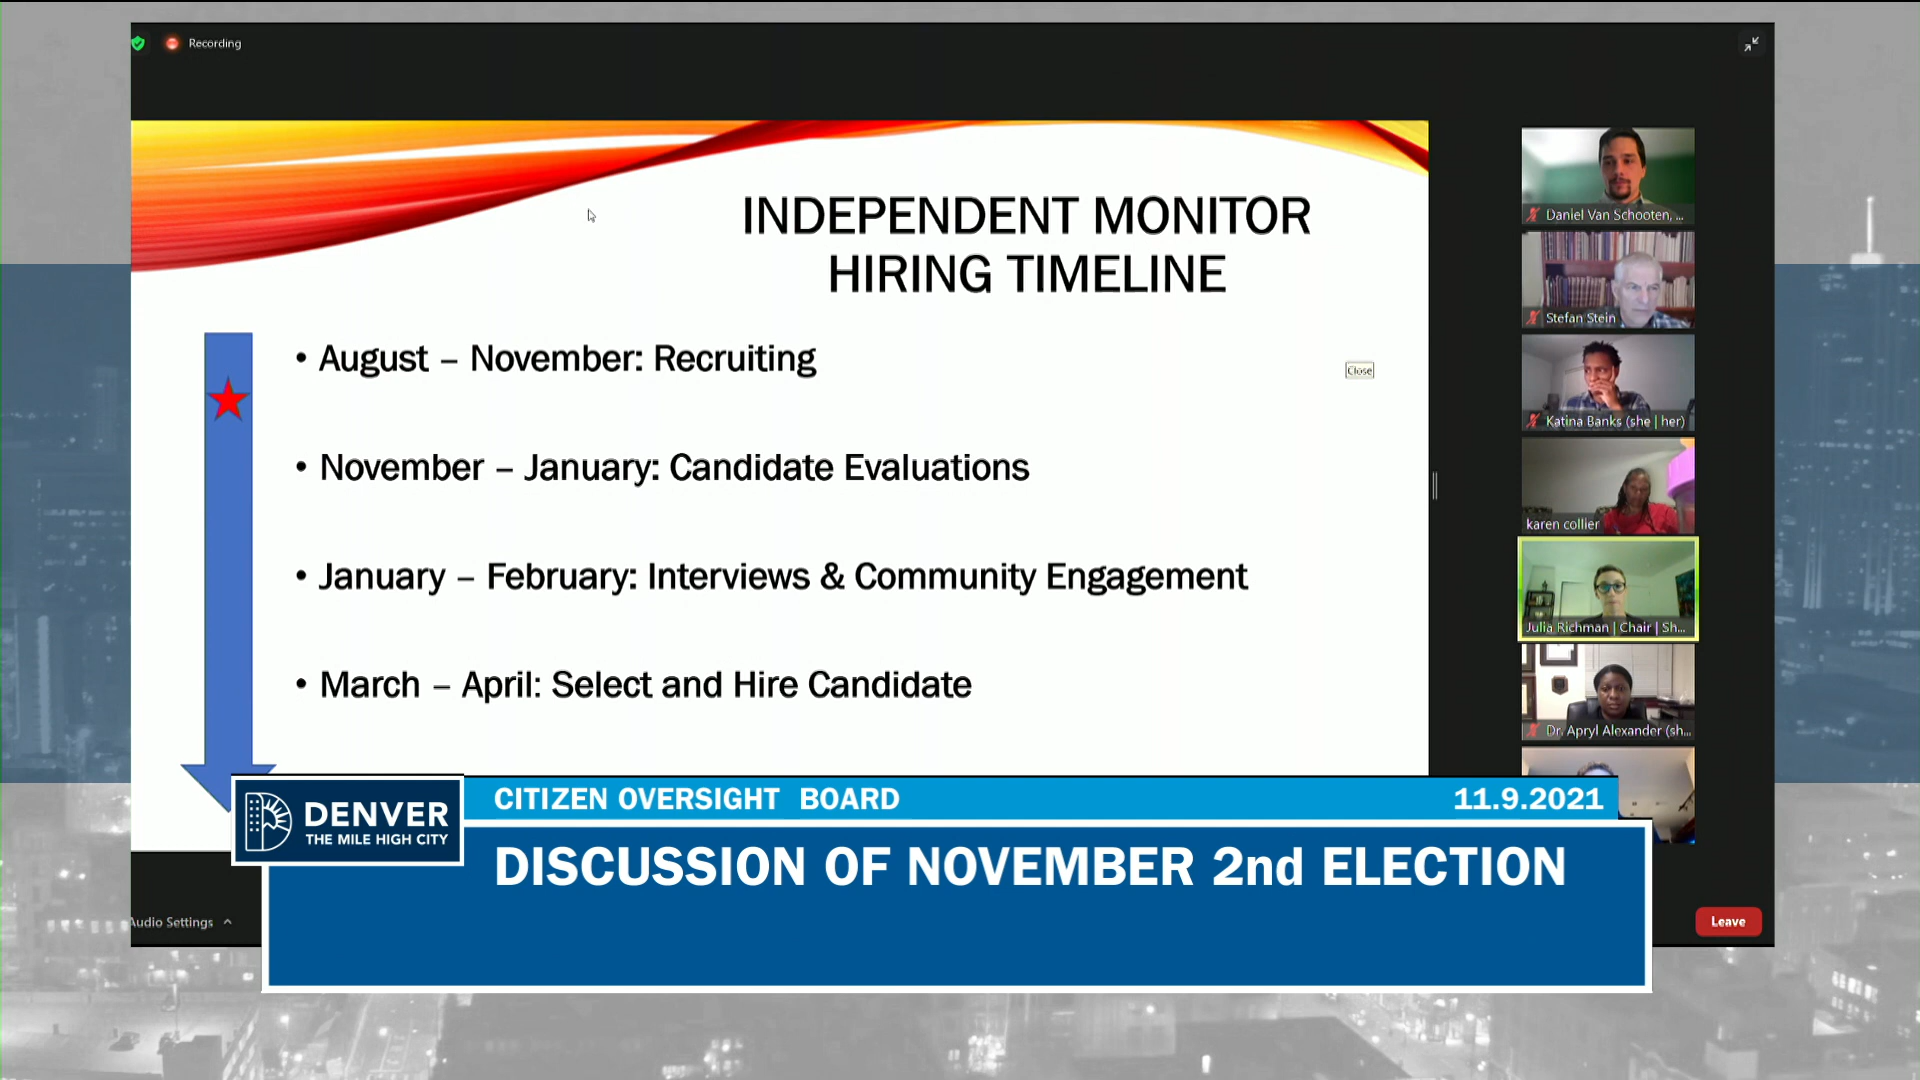 Recording
INDEPENDENT MONITOR
HIRING TIMELINE
• August – November: Recruiting
• November – January: Candidate Evaluations
• January – February: Interviews & Community Engagement
• March – April: Select and Hire Candidate
Close
Daniel Van Schooten, ...
Stefan Stein
Katina Banks (she | her)
karen collier
Julia Richman | Chair | Sh...
Dr. Apryl Alexander (sh...
DENVER
THE MILE HIGH CITY
CITIZEN OVERSIGHT BOARD
11.9.2021
DISCUSSION OF NOVEMBER 2nd ELECTION
Audio Settings
Leave